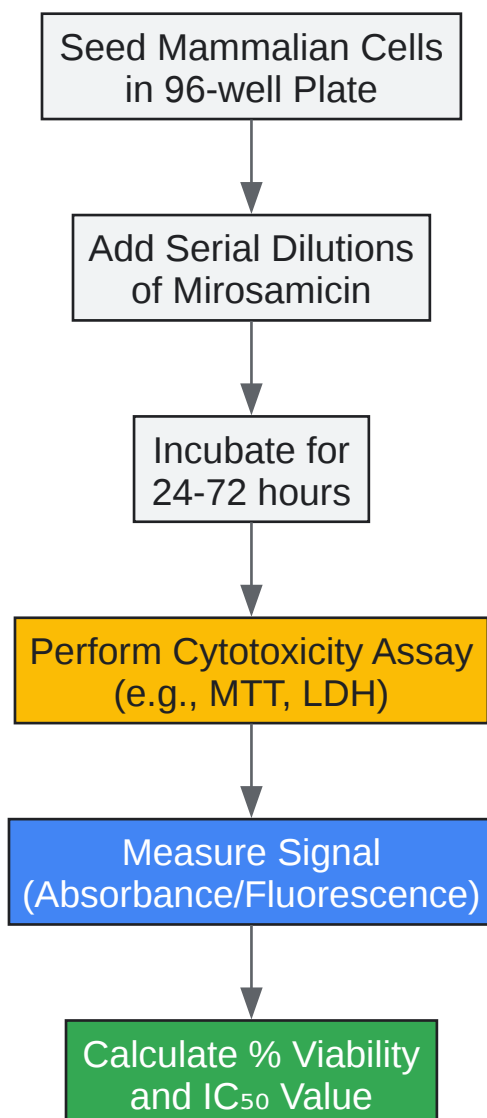 Seed Mammalian Cells
in 96-well Plate
Add Serial Dilutions
of Mirosamicin
Incubate for
24-72 hours
Perform Cytotoxicity Assay
(e.g., MTT, LDH)
Measure Signal
(Absorbance/Fluorescence)
Calculate % Viability
and IC₅₀ Value